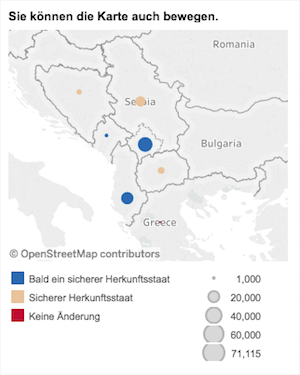 Sie können die Karte auch bewegen.
Romania
Serbia
Bulgaria
Greece
© OpenStreetMap contributors
Bald ein sicherer Herkunftsstaat
Sicherer Herkunftsstaat
Keine Änderung
1,000
20,000
40,000
60,000
71,115